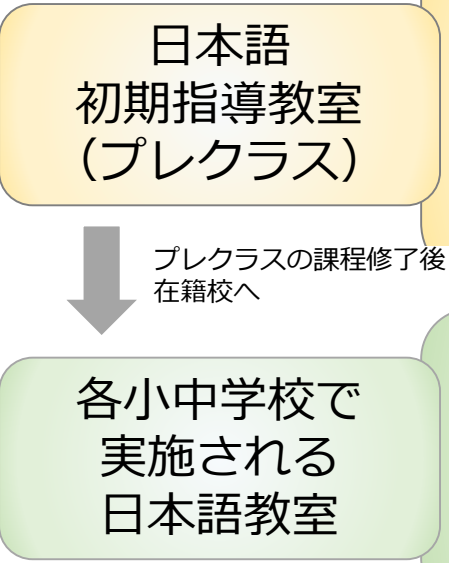 日本語
初期指導教室
（プレクラス）
プレクラスの課程修了後
在籍校へ
各小中学校で
実施される
日本語教室